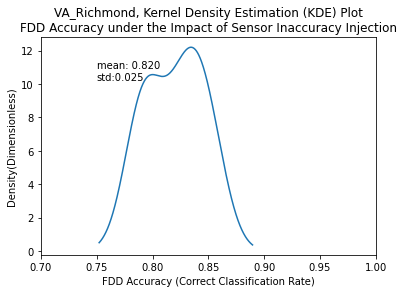 VA_Richmond, Kernel Density Estimation (KDE) Plot
FDD Accuracy under the Impact of Sensor Inaccuracy Injection
12
10
8
6
4
2
0
Density(Dimensionless)
mean: 0.820
std:0.025
0.70 0.75 0.80 0.85 0.90 0.95 1.00
FDD Accuracy (Correct Classification Rate)